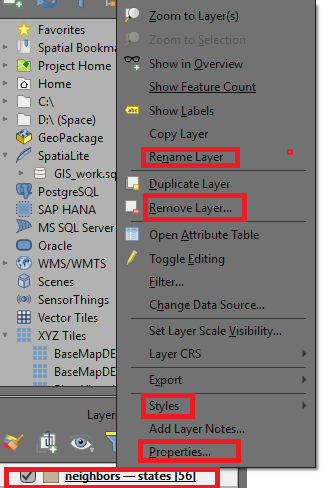 Favorites
Spatial Bookma
Project Home
Home
C:\
D:\ (Space)
GeoPackage
SpatiaLite
GIS_work.sq
PostgreSQL
SAP HANA
MS SQL Server
Oracle
WMS/WMTS
Scenes
SensorThings
Vector Tiles
XYZ Tiles
BaseMapDE
BaseMapDE
Zoom to Layer(s)
Zoom to Selection
Show in Overview
Show Feature Count
abc
Show Labels
Copy Layer
Rename Layer
Duplicate Layer
Remove Layer...
Open Attribute Table
Toggle Editing
Filter...
Change Data Source...
Set Layer Scale Visibility...
Layer CRS
Export
Styles
Add Layer Notes...
Properties...
Layer
neighbors — states [56]